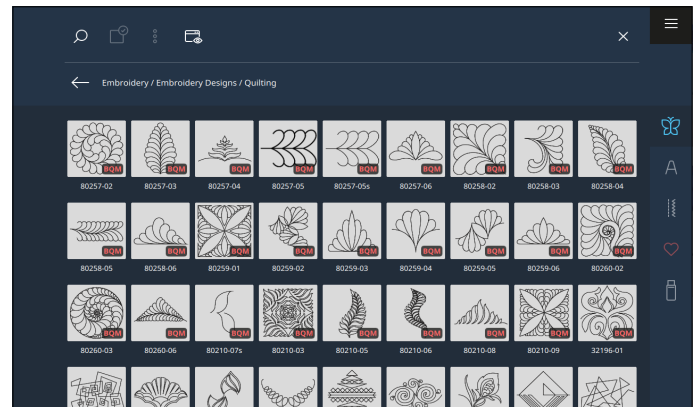 Embroidery / Embroidery Designs / Quilting
A
BQM BQM BQM BQM BQM BQM BQM BQM BQM
80257-02 80257-03 80257-04 80257-05 80257-05s 80257-06 80258-02 80258-03 80258-04
BQM BQM BQM BQM BQM BQM BQM BQM BQM
80258-05 80258-06 80259-01 80259-02 80259-03 80259-04 80259-05 80259-06 80260-02
BQM BQM BQM BQM BQM BQM BQM BQM BQM
80260-03 80260-06 80210-07s 80210-03 80210-05 80210-06 80210-08 80210-09 32196-01